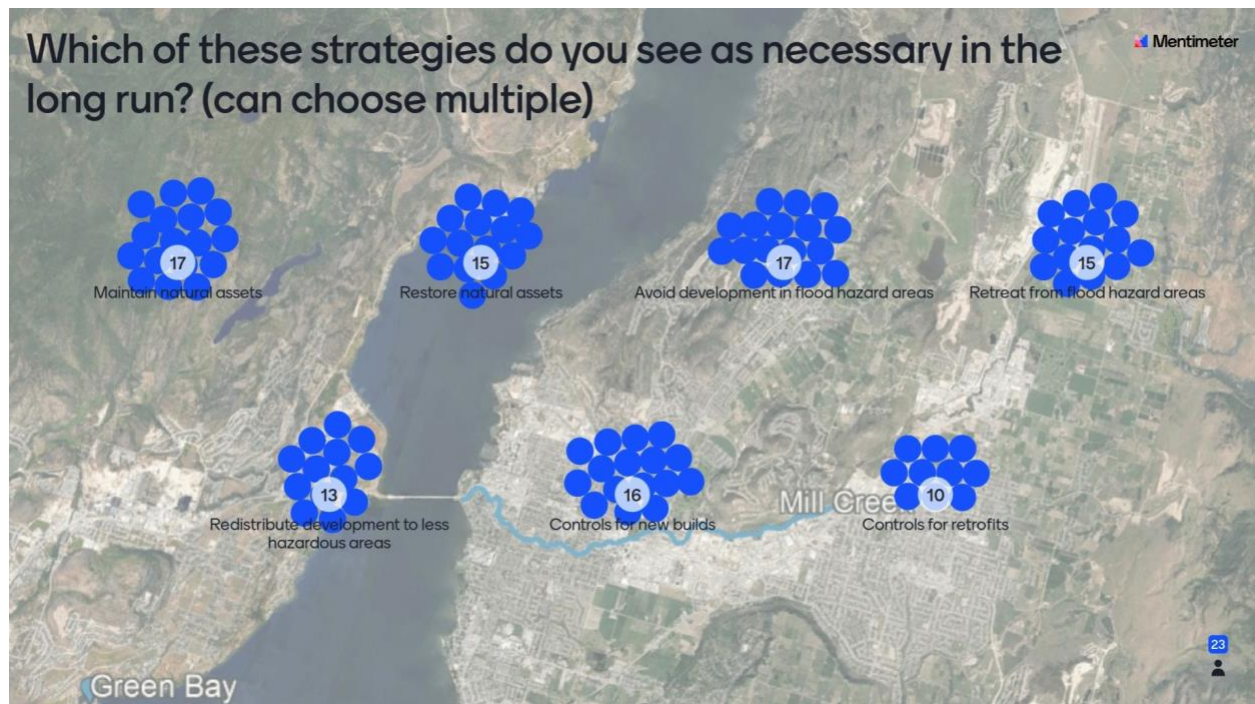 Which of these strategies do you see as necessary in the
long run? (can choose multiple)
Mentimeter
17
Maintain natural assets
15
Restore natural assets
17
Avoid development in flood hazard areas
15
Retreat from flood hazard areas
13
Redistribute development to less
hazardous areas
16
Controls for new builds
10
Controls for retrofits
Mill Creek
23
Green Bay